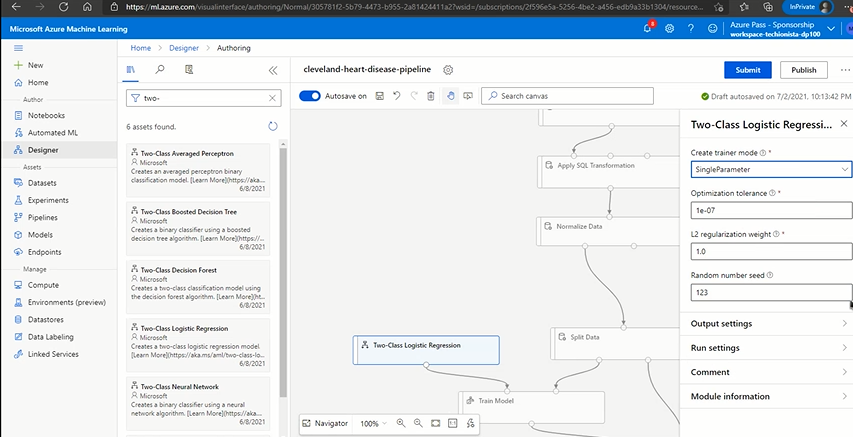 https://ml.azure.com/visualinterface/authoring/Normal/305781f2-5b79-4473-b955-2a81424411a2?wsid=/subscriptions/2f596e5a-5256-4be2-a456-edb9a33b1304/resource...
InPrivate
Microsoft Azure Machine Learning
8
Azure Pass - Sponsorship
workspace-techionista-dp100
New
Home
Author
Notebooks
Automated ML
Designer
Assets
Datasets
Experiments
Pipelines
Models
Endpoints
Manage
Compute
Environments (preview)
Datastores
Data Labeling
Linked Services
Home > Designer > Authoring
two-
6 assets found.
Two-Class Averaged Perceptron
Microsoft
Creates an averaged perceptron binary
classification model. [Learn More](https://aka...
6/8/2021
Two-Class Boosted Decision Tree
Microsoft
Creates a binary classifier using a boosted
decision tree algorithm. [Learn More](https:/...
6/8/2021
Two-Class Decision Forest
Microsoft
Creates a two-class classification model using
the decision forest algorithm. [Learn More](ht...
6/8/2021
Two-Class Logistic Regression
Microsoft
Creates a two-class logistic regression model.
[Learn More](https://aka.ms/aml/two-class-lo...
6/8/2021
Two-Class Neural Network
Microsoft
Creates a binary classifier using a neural
network algorithm. [Learn More](https://aka....
6/8/2021
cleveland-heart-disease-pipeline
Submit
Publish
Autosave on
Search canvas
Draft autosaved on 7/2/2021, 10:13:42 PM
Apply SQL Transformation
Normalize Data
Two-Class Logistic Regression
Split Data
Train Model
Navigator
100%
1:1
Two-Class Logistic Regressi...
Create trainer mode *
SingleParameter
Optimization tolerance *
1e-07
L2 regularization weight *
1.0
Random number seed
123
Output settings
Run settings
Comment
Module information